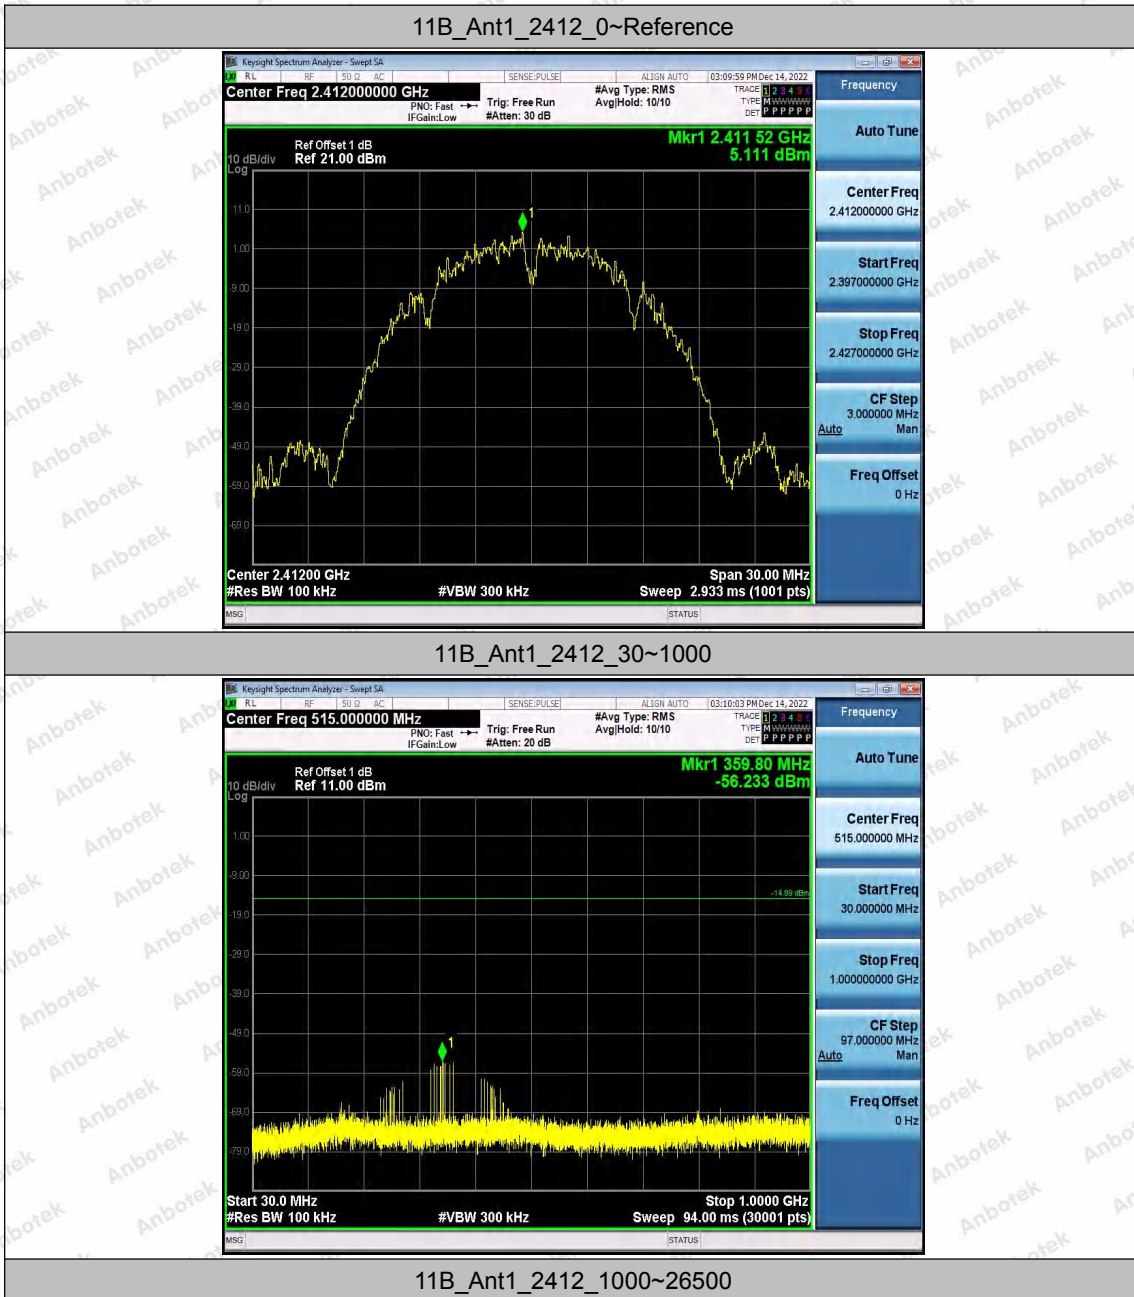 11B_Ant1_2412_0~Reference
Keysight Spectrum Analyzer - Swept SA
RL RF 50 Ω AC SENSE:PULSE ALIGN AUTO 03:09:59 PM Dec 14, 2022
Center Freq 2.412000000 GHz
PNO: Fast
IFGain:Low
Trig: Free Run
#Atten: 30 dB
#Avg Type: RMS
Avg|Hold: 10/10
TRACE 1 2 3 4 5 6
TYPE M W W W W W
DET P P P P P P
Frequency
Mkr1 2.411 52 GHz
5.111 dBm
Ref Offset 1 dB
10 dB/div Ref 21.00 dBm
Log
11.0
1.00
-9.00
-19.0
-29.0
-39.0
-49.0
-59.0
-69.0
1
Center 2.41200 GHz Span 30.00 MHz
#Res BW 100 kHz #VBW 300 kHz Sweep 2.933 ms (1001 pts)
MSG STATUS
Auto Tune
Center Freq
2.412000000 GHz
Start Freq
2.397000000 GHz
Stop Freq
2.427000000 GHz
CF Step
3.000000 MHz
Auto Man
Freq Offset
0 Hz
11B_Ant1_2412_30~1000
Keysight Spectrum Analyzer - Swept SA
RL RF 50 Ω AC SENSE:PULSE ALIGN AUTO 03:10:03 PM Dec 14, 2022
Center Freq 515.000000 MHz
PNO: Fast
IFGain:Low
Trig: Free Run
#Atten: 20 dB
#Avg Type: RMS
Avg|Hold: 10/10
TRACE 1 2 3 4 5 6
TYPE M W W W W W
DET P P P P P P
Frequency
Mkr1 359.80 MHz
-56.233 dBm
Ref Offset 1 dB
10 dB/div Ref 11.00 dBm
Log
1.00
-9.00
-14.89 dBm
-19.0
-29.0
-39.0
-49.0
-59.0
-69.0
-79.0
1
Start 30.0 MHz Stop 1.0000 GHz
#Res BW 100 kHz #VBW 300 kHz Sweep 94.00 ms (30001 pts)
MSG STATUS
Auto Tune
Center Freq
515.000000 MHz
Start Freq
30.000000 MHz
Stop Freq
1.000000000 GHz
CF Step
97.000000 MHz
Auto Man
Freq Offset
0 Hz
11B_Ant1_2412_1000~26500
Anbotek